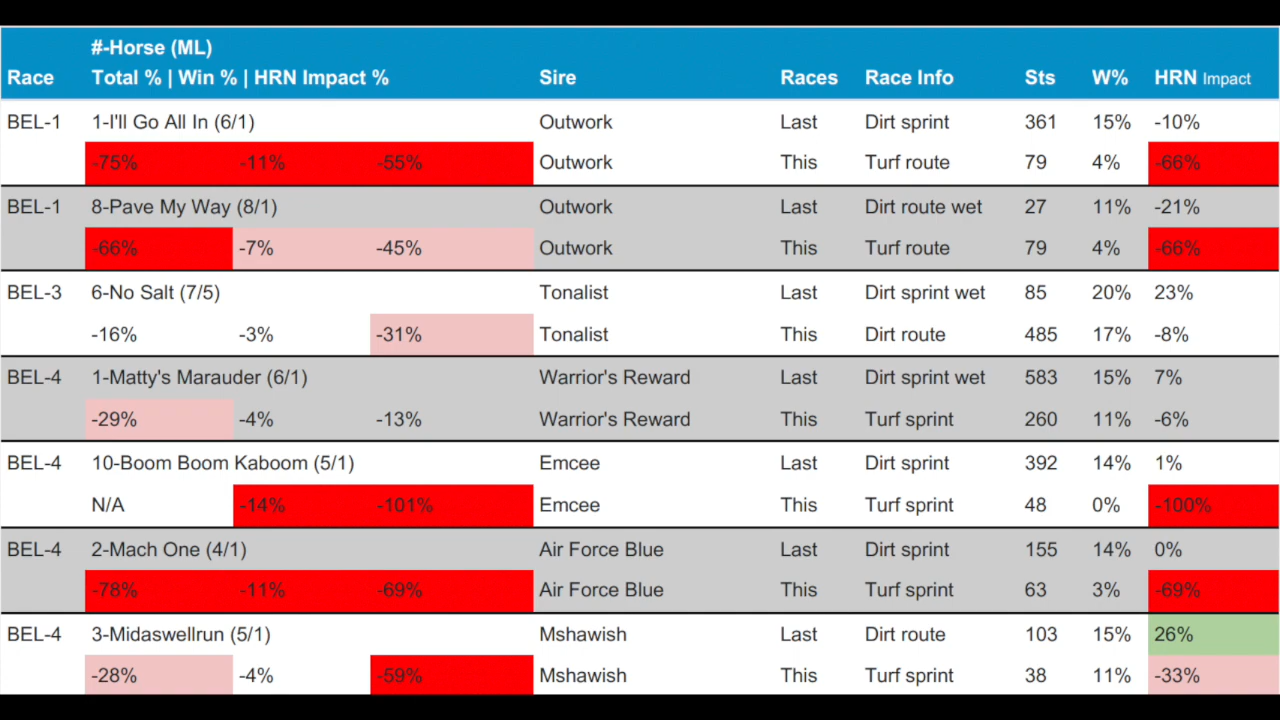 #-Horse (ML)
Race Total % | Win % | HRN Impact % Sire Races Race Info Sts W% HRN Impact
BEL-1 1-I'll Go All In (6/1) Outwork Last Dirt sprint 361 15% -10%
-75% -11% -55% Outwork This Turf route 79 4% -66%
BEL-1 8-Pave My Way (8/1) Outwork Last Dirt route wet 27 11% -21%
-66% -7% -45% Outwork This Turf route 79 4% -66%
BEL-3 6-No Salt (7/5) Tonalist Last Dirt sprint wet 85 20% 23%
-16% -3% -31% Tonalist This Dirt route 485 17% -8%
BEL-4 1-Matty's Marauder (6/1) Warrior's Reward Last Dirt sprint wet 583 15% 7%
-29% -4% -13% Warrior's Reward This Turf sprint 260 11% -6%
BEL-4 10-Boom Boom Kaboom (5/1) Emcee Last Dirt sprint 392 14% 1%
N/A -14% -101% Emcee This Turf sprint 48 0% -100%
BEL-4 2-Mach One (4/1) Air Force Blue Last Dirt sprint 155 14% 0%
-78% -11% -69% Air Force Blue This Turf sprint 63 3% -69%
BEL-4 3-Midaswellrun (5/1) Mshawish Last Dirt route 103 15% 26%
-28% -4% -59% Mshawish This Turf sprint 38 11% -33%